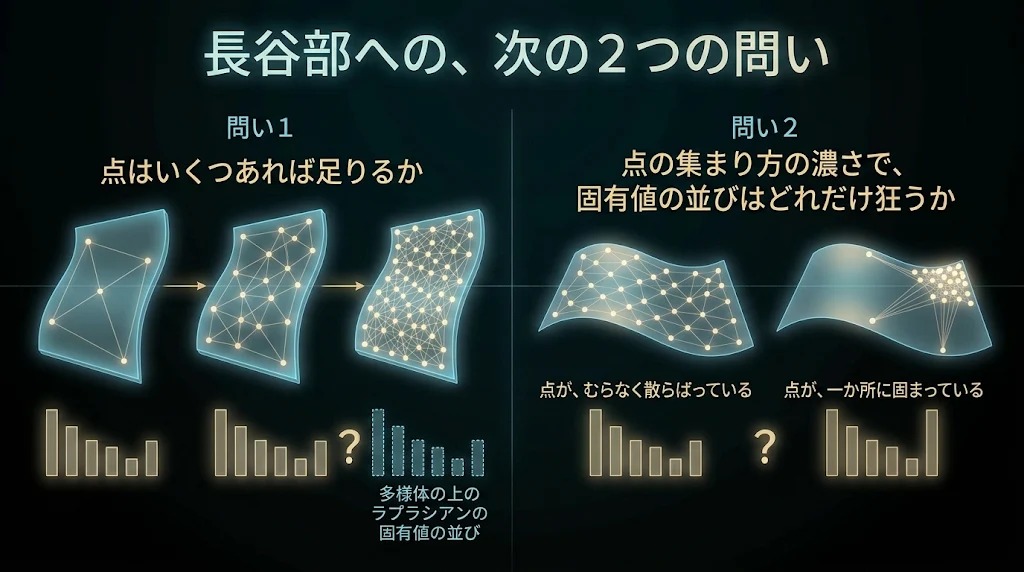 長谷部への、次の２つの問い
問い１
点はいくつあれば足りるか
?
多様体の上の
ラプラシアンの
固有値の並び
問い２
点の集まり方の濃さで、
固有値の並びはどれだけ狂うか
点が、むらなく散らばっている
点が、一か所に固まっている
?